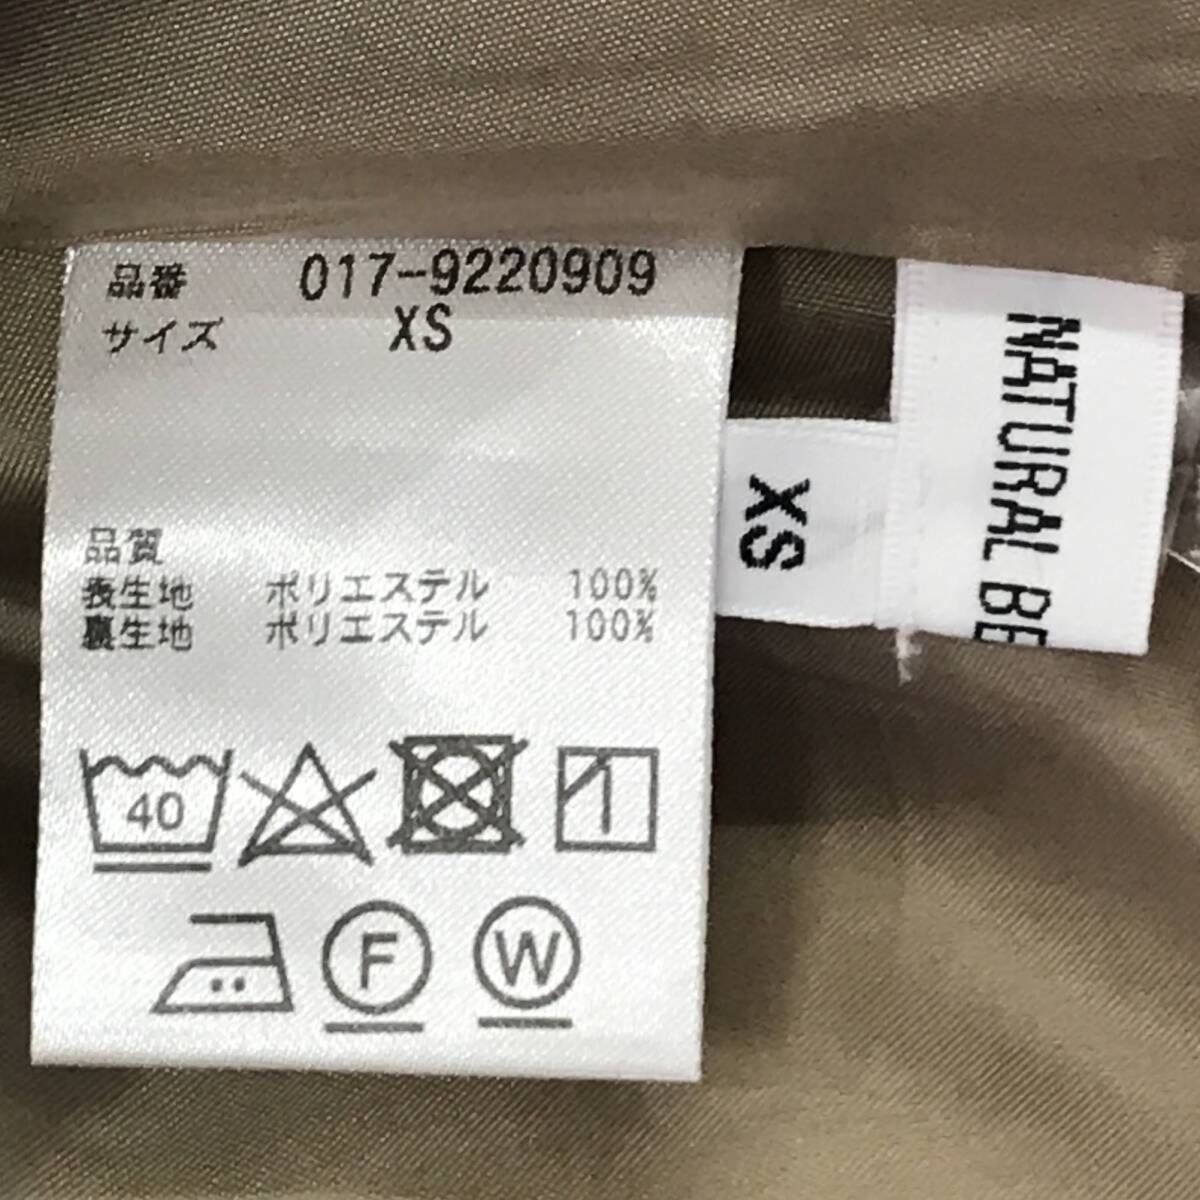 品番 017-9220909
サイズ XS
品質
表生地 ポリエステル 100%
裏生地 ポリエステル 100%
40
F
W
XS
NATURAL BE